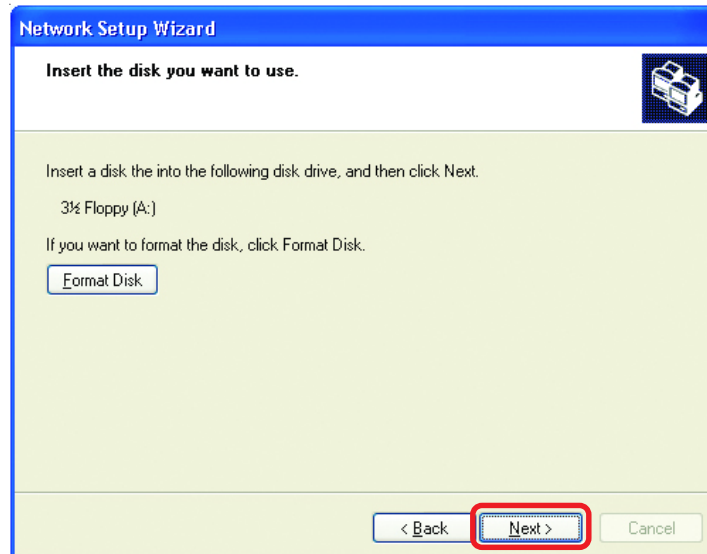 Network Setup Wizard
Insert the disk you want to use.
Insert a disk the into the following disk drive, and then click Next.
3½ Floppy (A:)
If you want to format the disk, click Format Disk.
Format Disk
< Back Next > Cancel